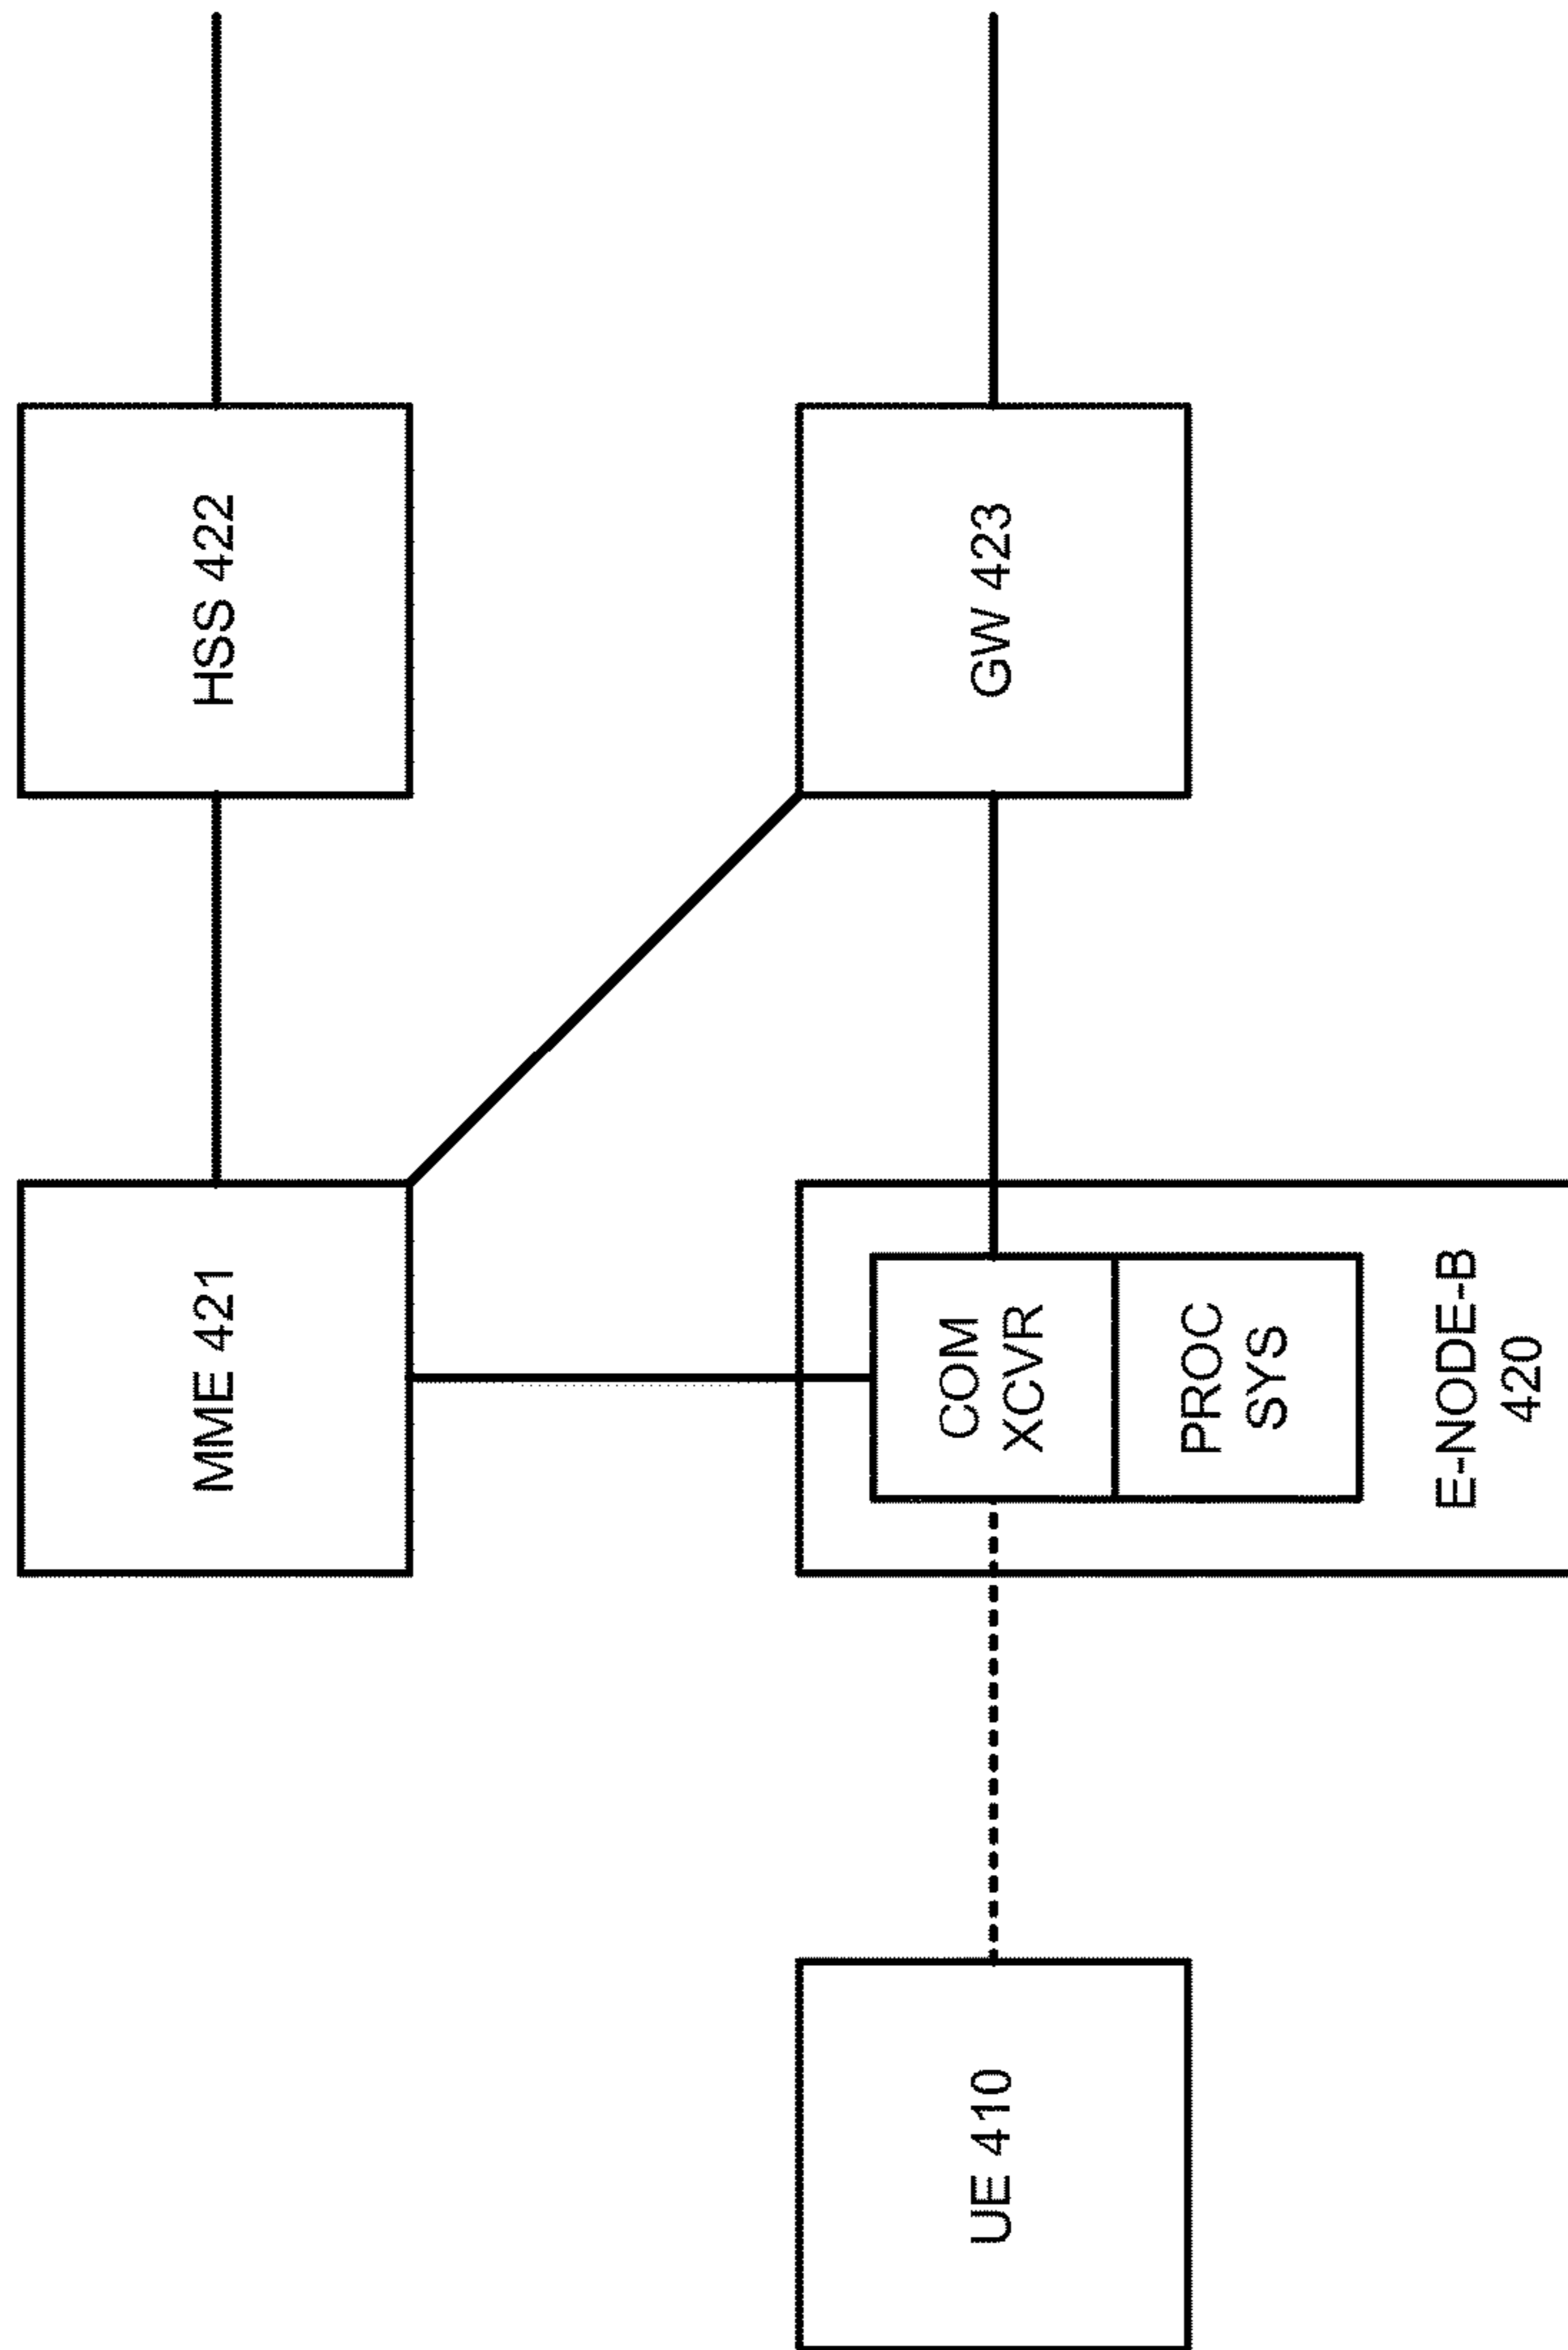 MME 421
HSS 422
UE 410
COM
XCVR
PROC
SYS
E-NODE-B
420
GW 423